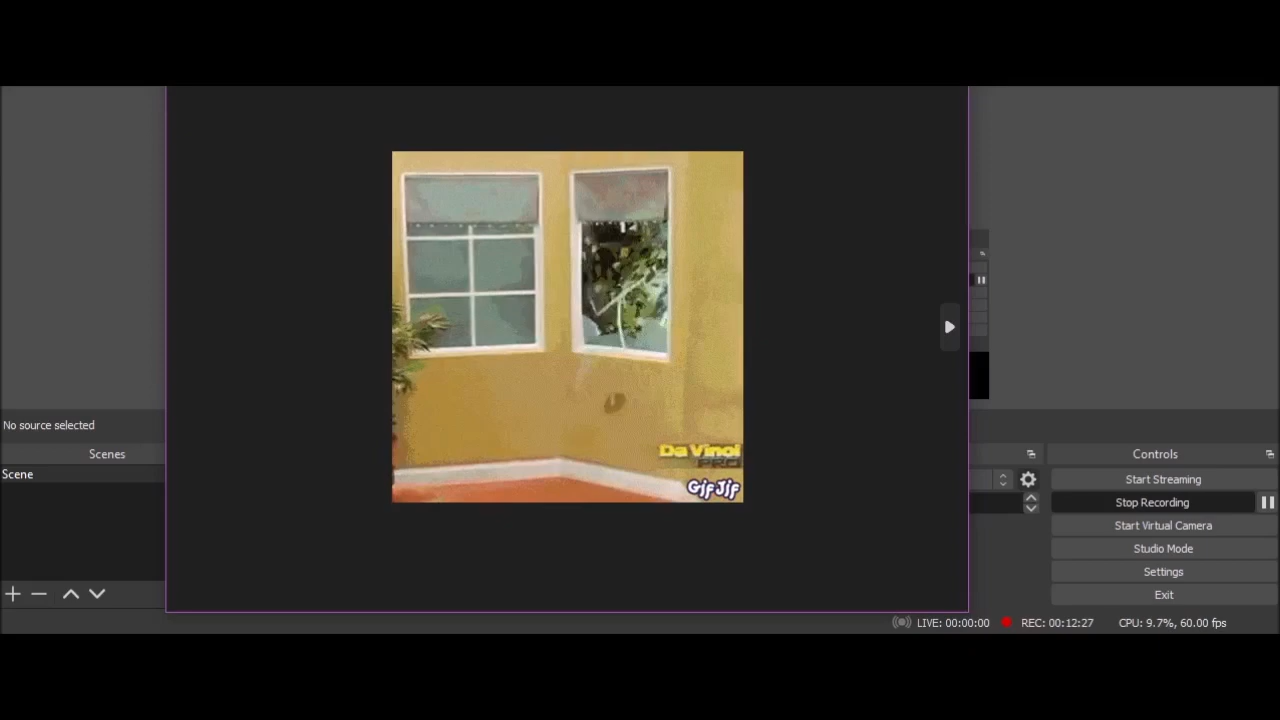 No source selected
Scenes
Scene
Da Vinci
PRO
Gif Jif
Controls
Start Streaming
Stop Recording
Start Virtual Camera
Studio Mode
Settings
Exit
LIVE: 00:00:00
REC: 00:12:27
CPU: 9.7%, 60.00 fps